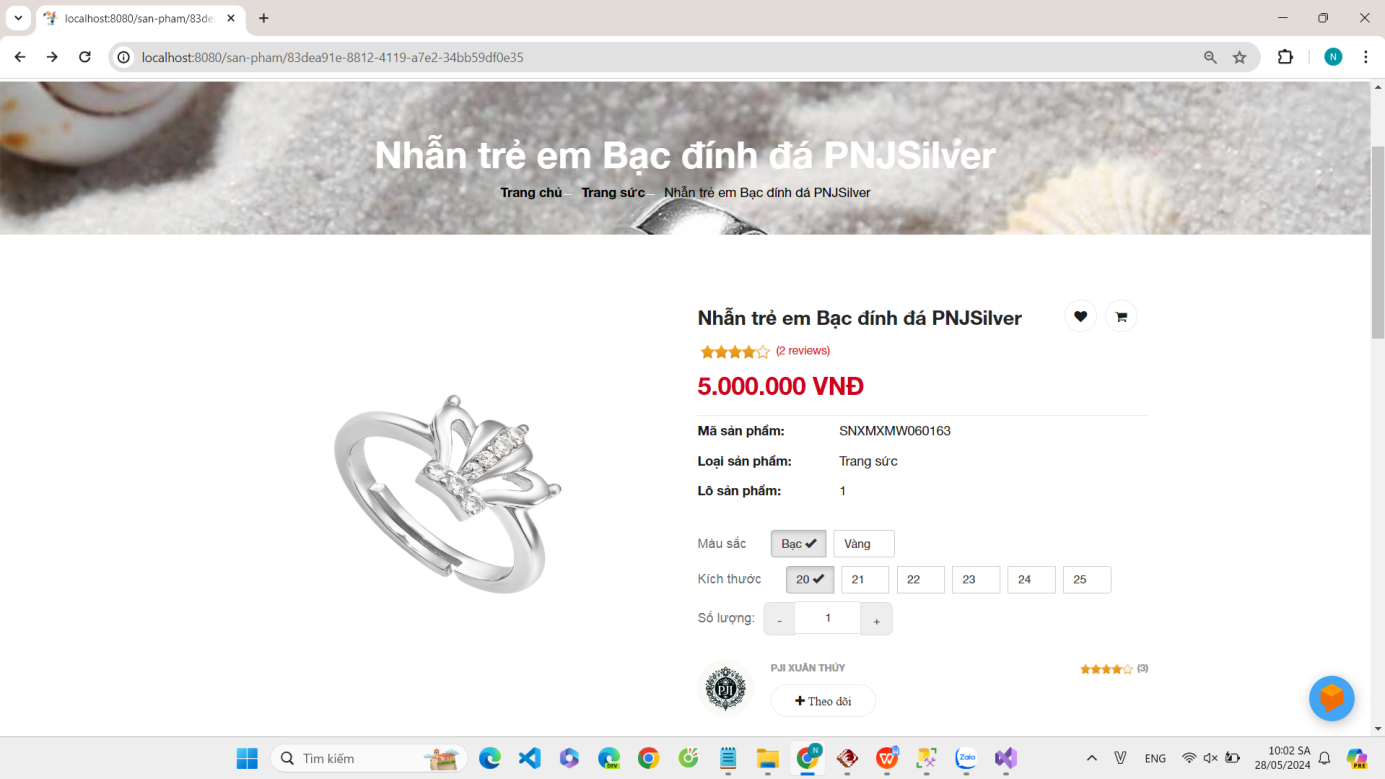 localhost:8080/san-pham/83de
localhost:8080/san-pham/83dea91e-8812-4119-a7e2-34bb59df0e35
N
Nhẫn trẻ em Bạc đính đá PNJSilver
Trang chủ – Trang sức – Nhẫn trẻ em Bạc đính đá PNJSilver
Nhẫn trẻ em Bạc đính đá PNJSilver
(2 reviews)
5.000.000 VNĐ
Mã sản phẩm: SNXMXMW060163
Loại sản phẩm: Trang sức
Lô sản phẩm: 1
Màu sắc Bạc Vàng
Kích thước 20 21 22 23 24 25
Số lượng: - 1 +
PJI
PJI XUÂN THỦY (3)
+ Theo dõi
Tìm kiếm
DEV
N
Zalo
V
ENG
10:02 SA
28/05/2024
PRE